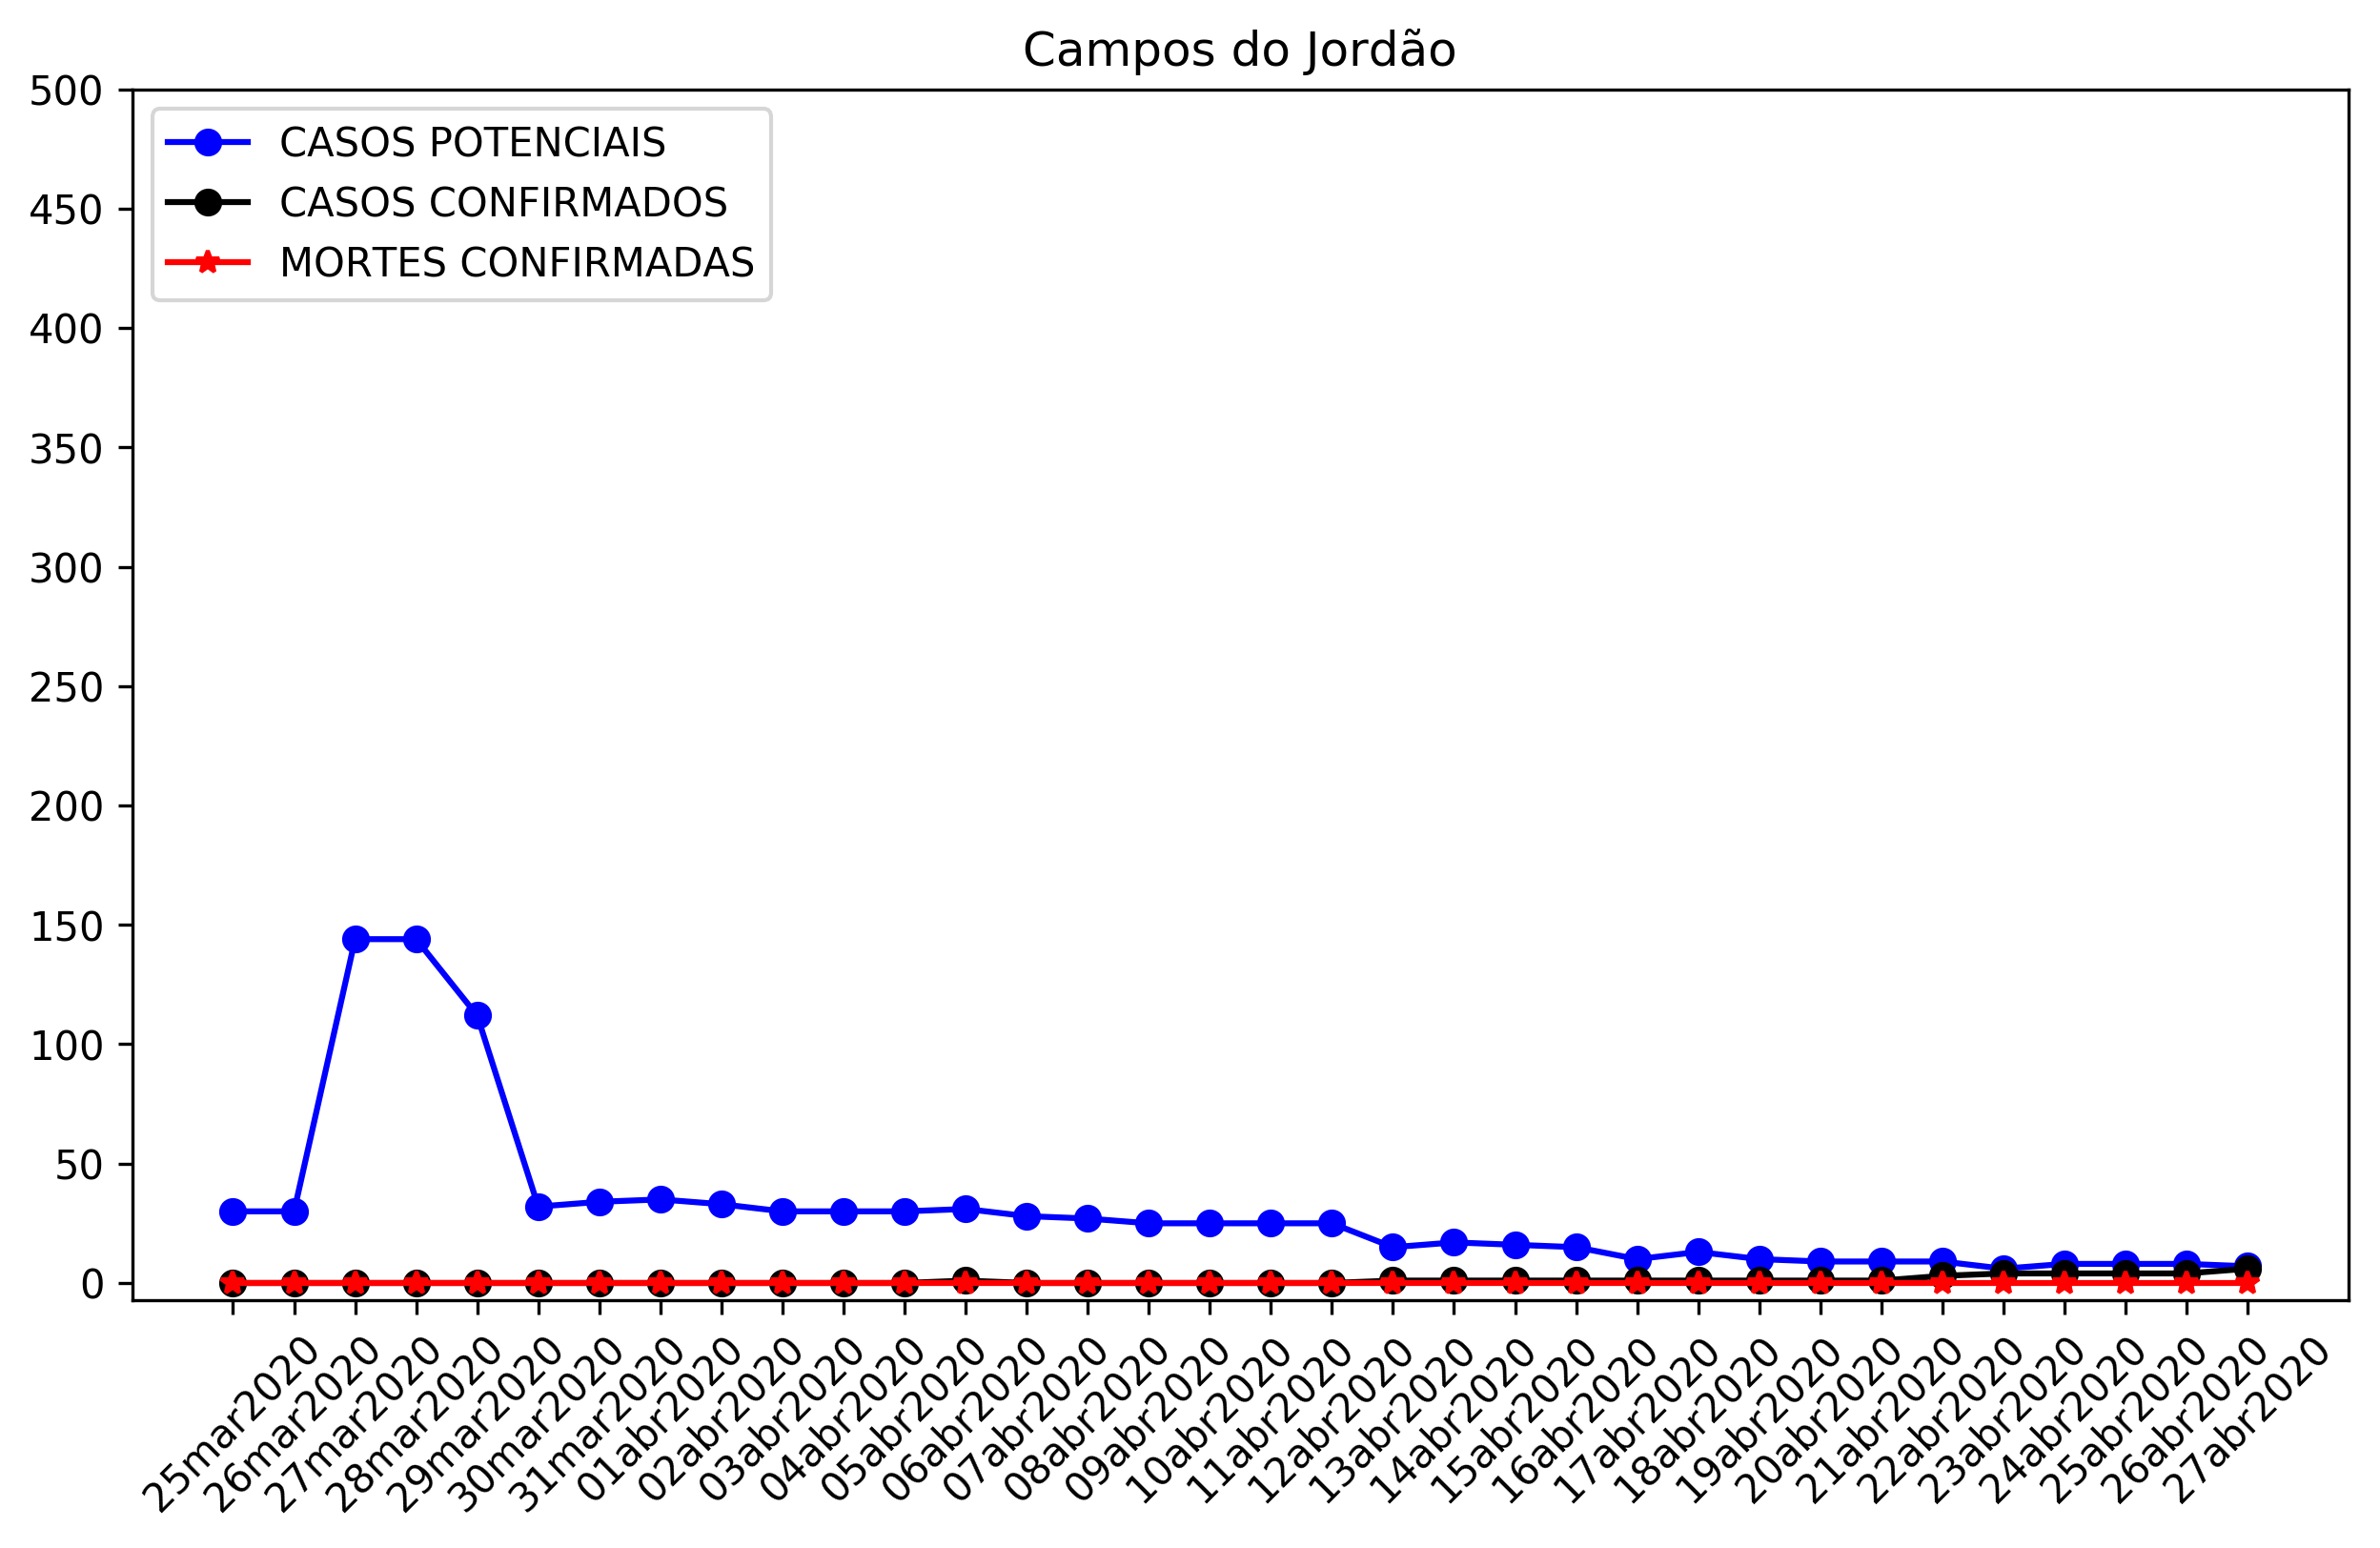 Campos do Jordão
500
450
400
350
300
250
200
150
100
50
0
CASOS POTENCIAIS
CASOS CONFIRMADOS
MORTES CONFIRMADAS
25mar2020
26mar2020
27mar2020
28mar2020
29mar2020
30mar2020
31mar2020
01abr2020
02abr2020
03abr2020
04abr2020
05abr2020
06abr2020
07abr2020
08abr2020
09abr2020
10abr2020
11abr2020
12abr2020
13abr2020
14abr2020
15abr2020
16abr2020
17abr2020
18abr2020
19abr2020
20abr2020
21abr2020
22abr2020
23abr2020
24abr2020
25abr2020
26abr2020
27abr2020